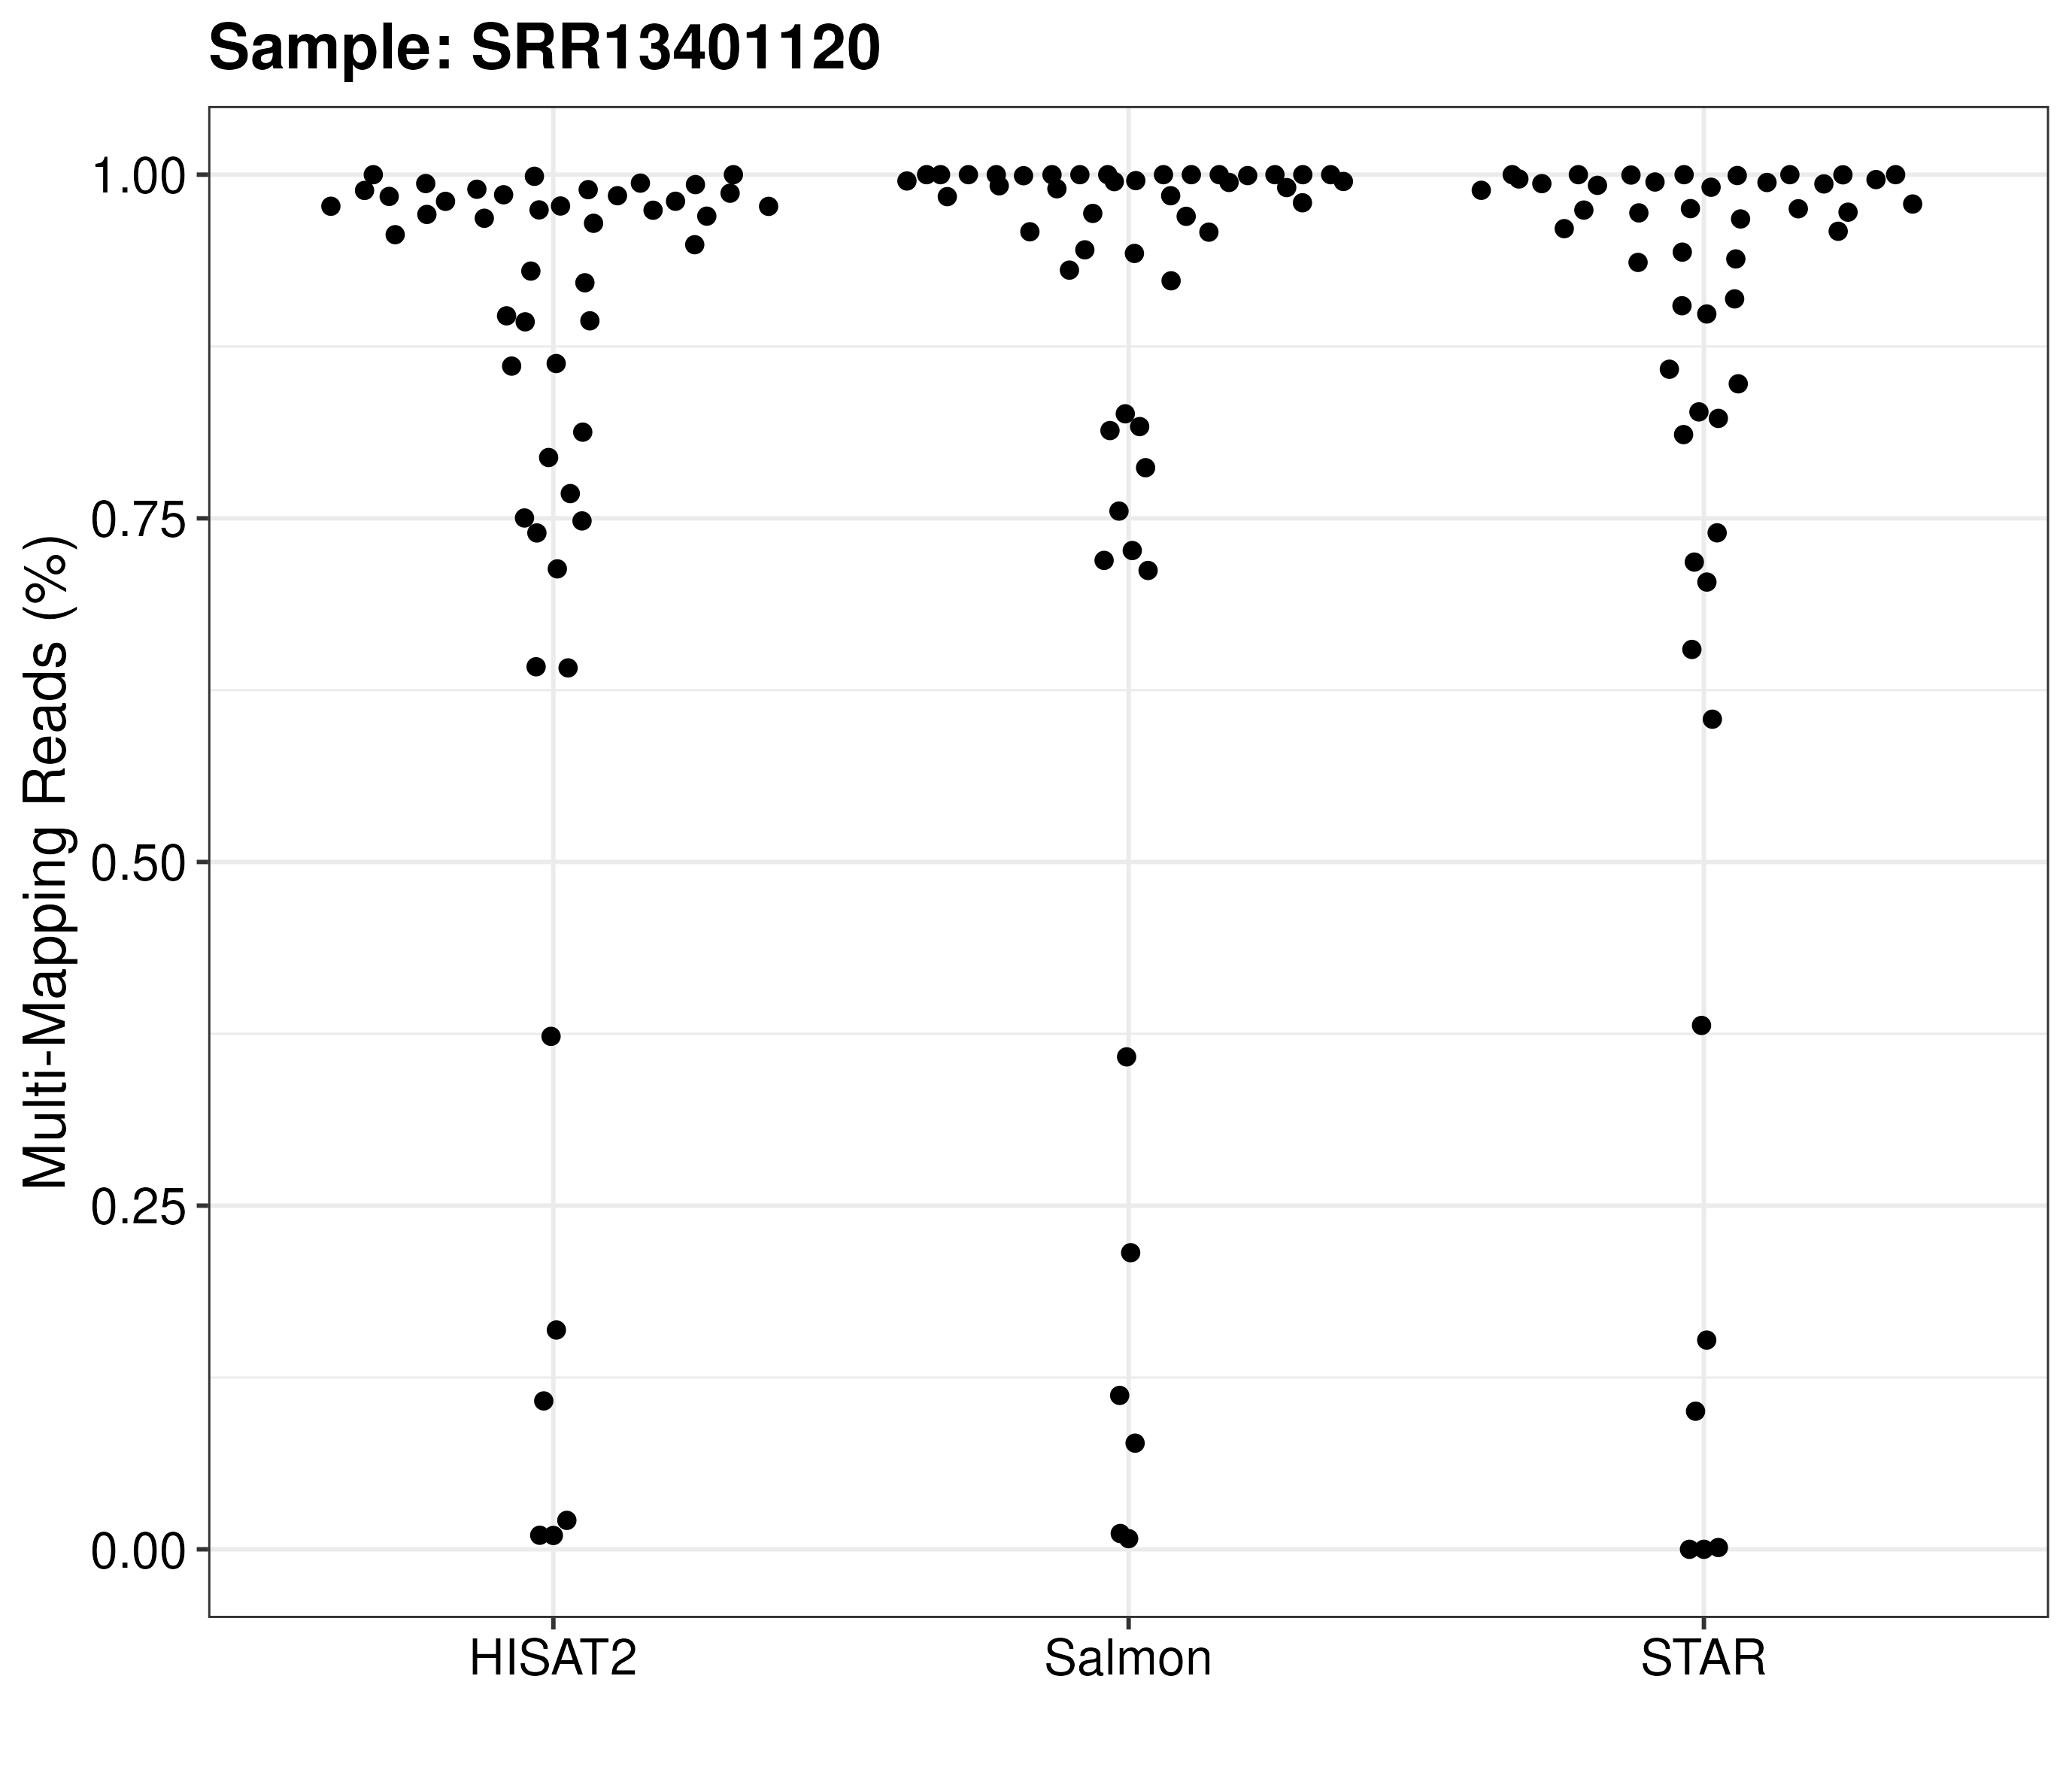 Sample: SRR13401120
Multi-Mapping Reads (%)
1.00
0.75
0.50
0.25
0.00
HISAT2 Salmon STAR